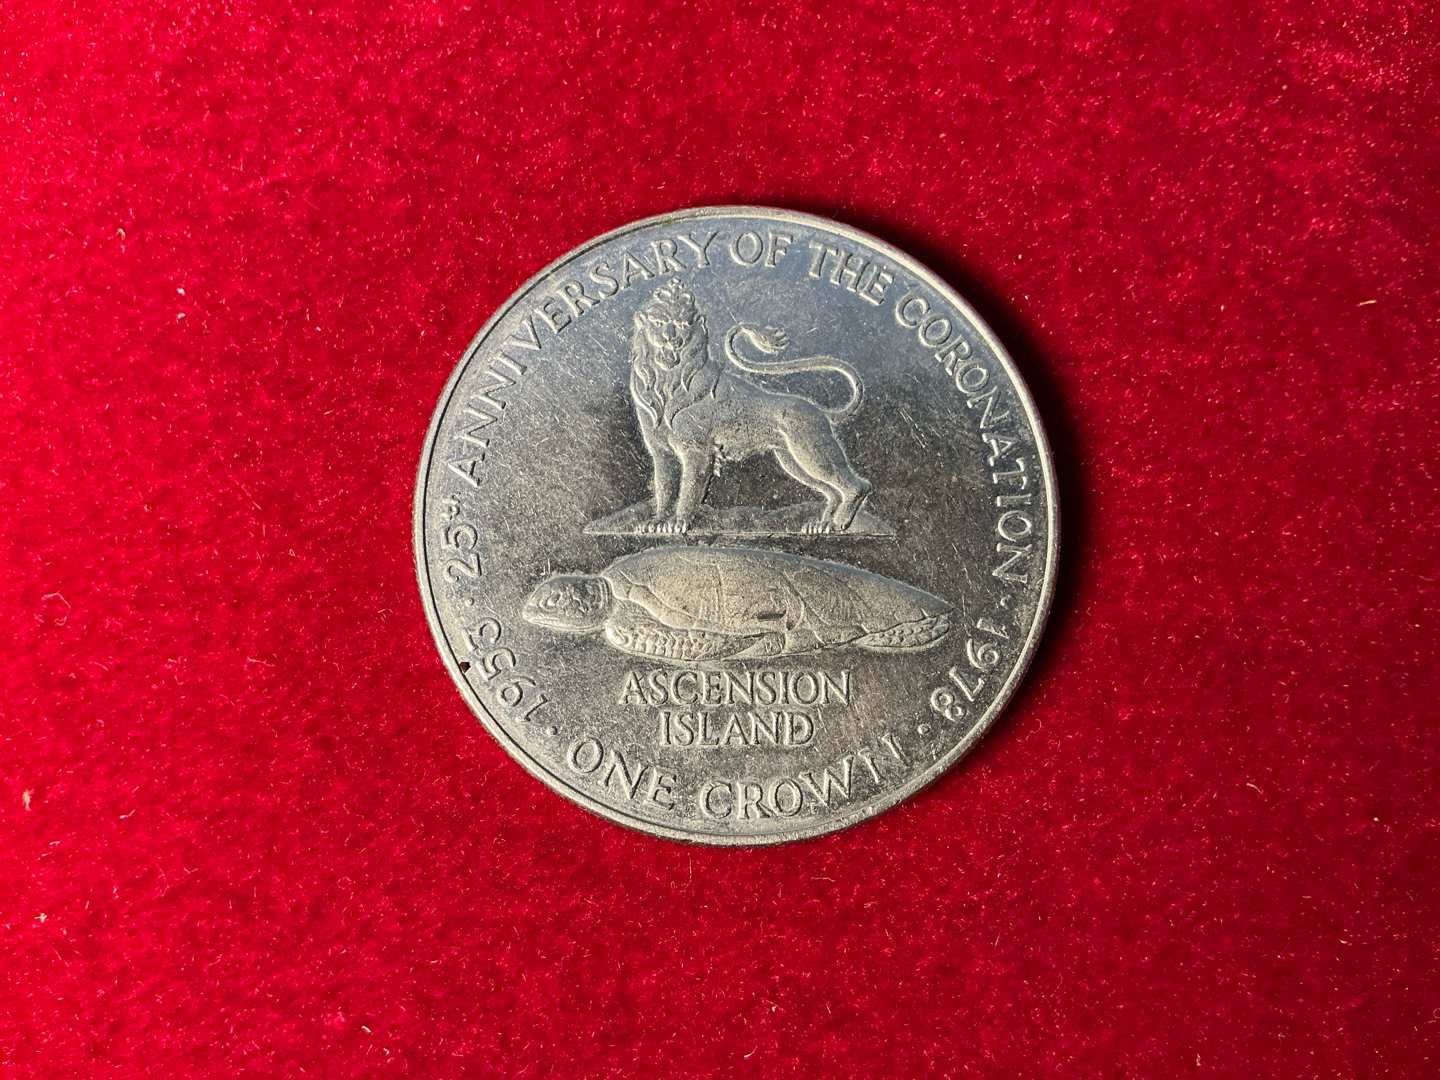 1953 · 25TH ANNIVERSARY OF THE CORONATION · 1978
ASCENSION
ISLAND
· ONE CROWN ·